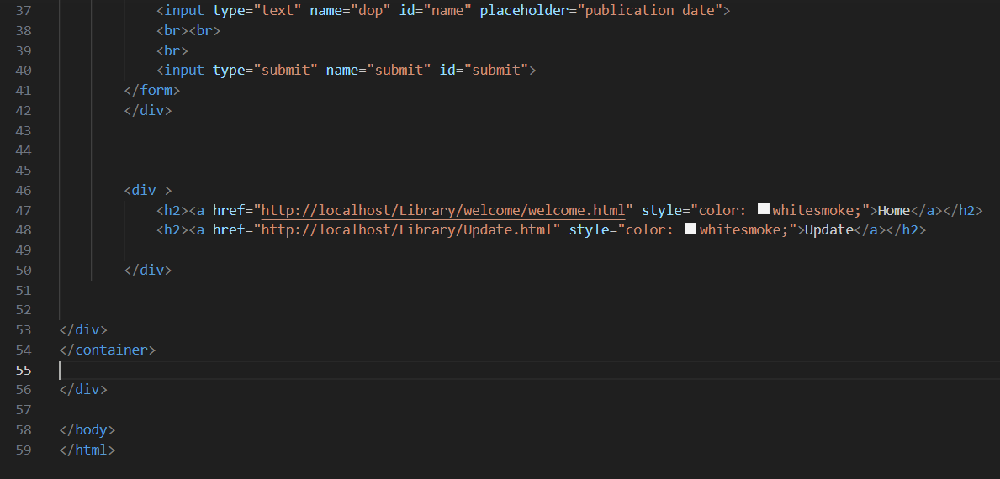 37 <input type="text" name="dop" id="name" placeholder="publication date">
38 <br><br>
39 <br>
40 <input type="submit" name="submit" id="submit">
41 </form>
42 </div>
43
44
45
46 <div >
47 <h2><a href="http://localhost/Library/welcome/welcome.html" style="color: whitesmoke;">Home</a></h2>
48 <h2><a href="http://localhost/Library/Update.html" style="color: whitesmoke;">Update</a></h2>
49
50 </div>
51
52
53 </div>
54 </container>
55
56 </div>
57
58 </body>
59 </html>